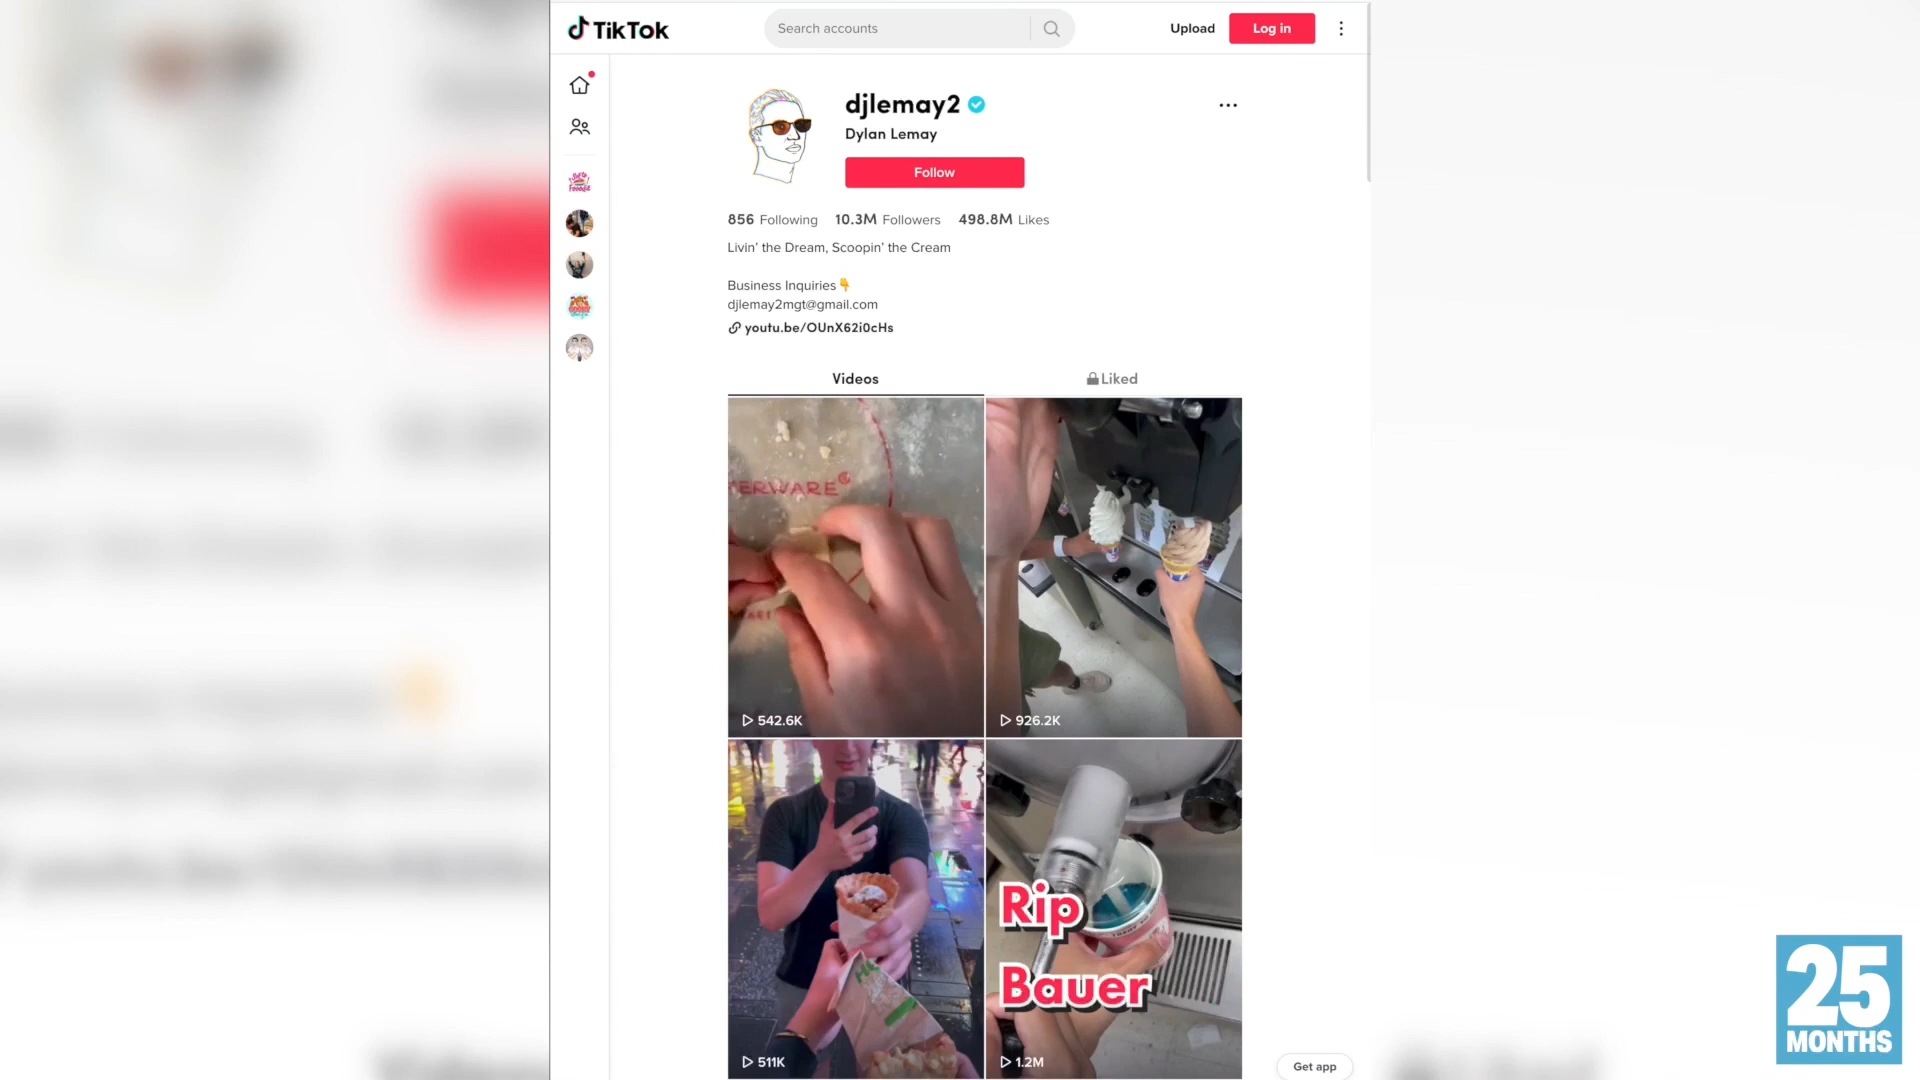 TikTok
Search accounts
Upload
Log in
djlemay2
Dylan Lemay
Follow
856 Following 10.3M Followers 498.8M Likes
Livin' the Dream, Scoopin' the Cream
Business Inquiries👇
djlemay2mgt@gmail.com
youtu.be/OUnX62i0cHs
Videos
Liked
ERWARE
542.6K
926.2K
511K
Rip
Bauer
1.2M
Get app
25
MONTHS